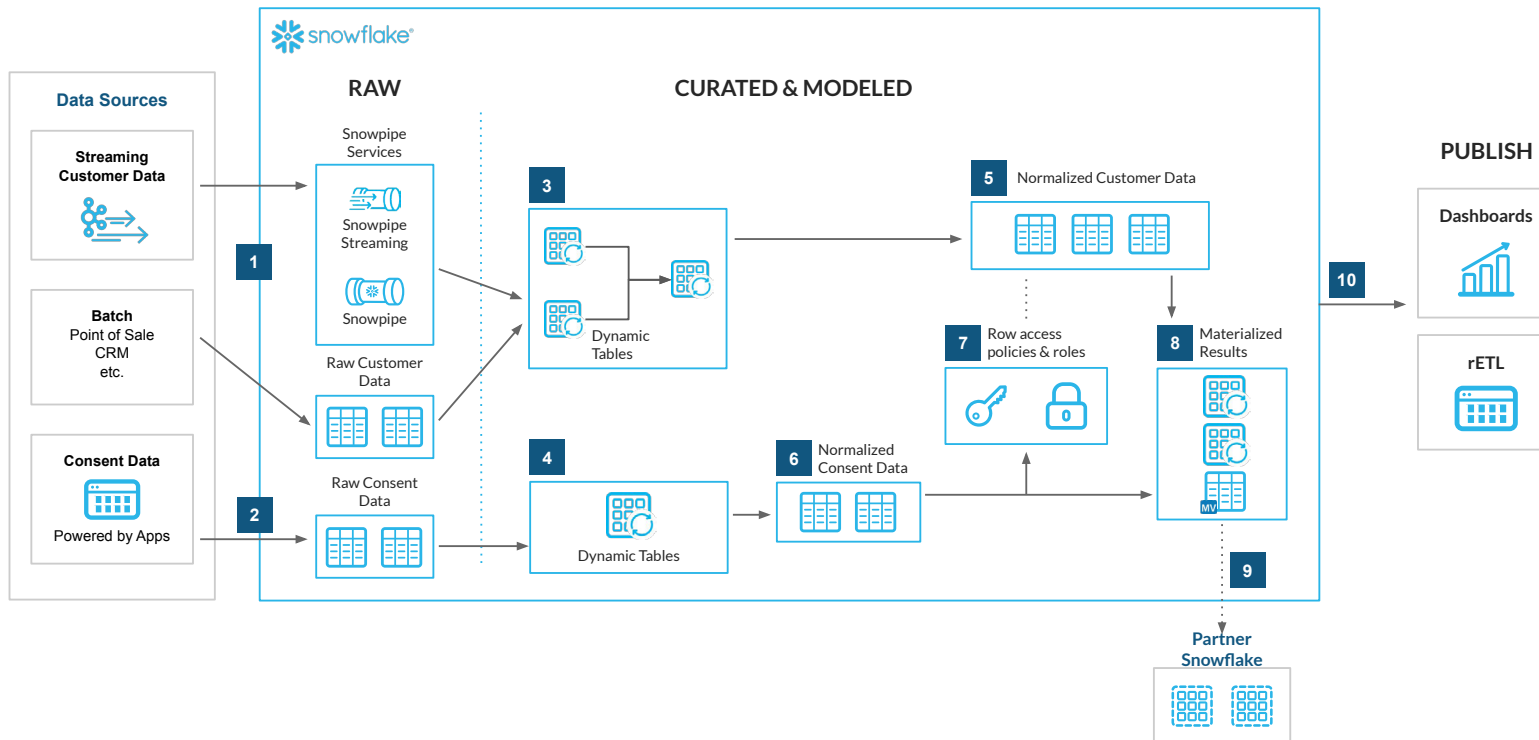 snowflake®
Data Sources
Streaming
Customer Data
Batch
Point of Sale
CRM
etc.
Consent Data
Powered by Apps
1
2
RAW
Snowpipe
Services
Snowpipe
Streaming
Snowpipe
Raw Customer
Data
Raw Consent
Data
CURATED & MODELED
3
Dynamic
Tables
4
Dynamic Tables
5
Normalized Customer Data
6
Normalized
Consent Data
7
Row access
policies & roles
0
8
Materialized
Results
MV
9
Partner
Snowflake
10
PUBLISH
Dashboards
rETL